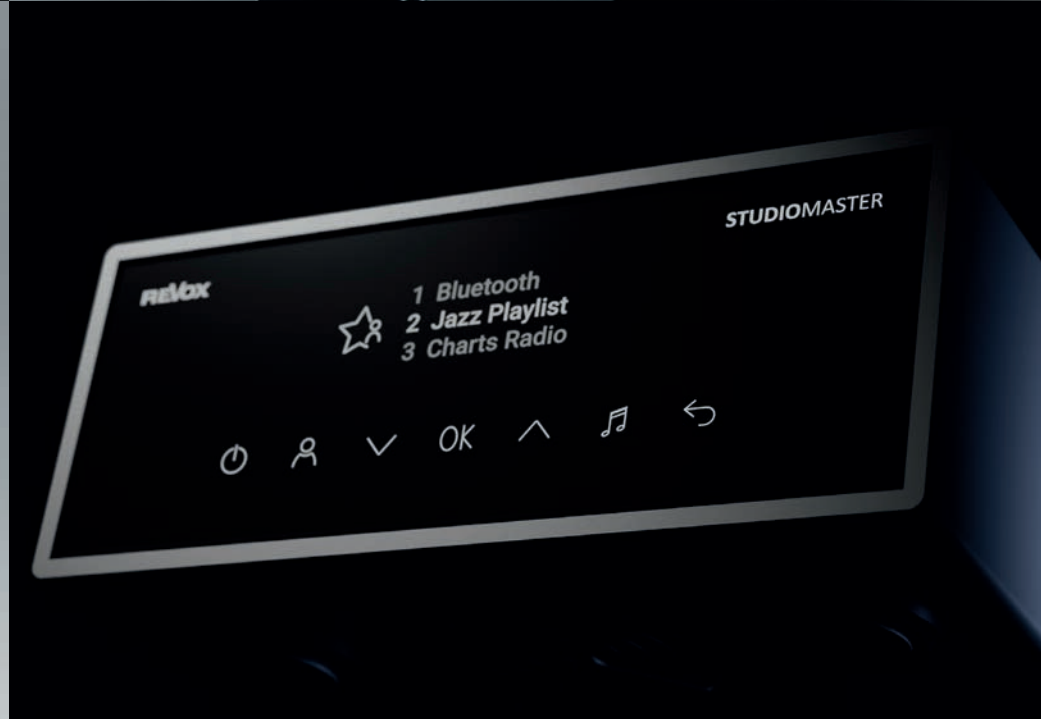 STUDIOMASTER
REVOX
1 Bluetooth
2 Jazz Playlist
3 Charts Radio
OK